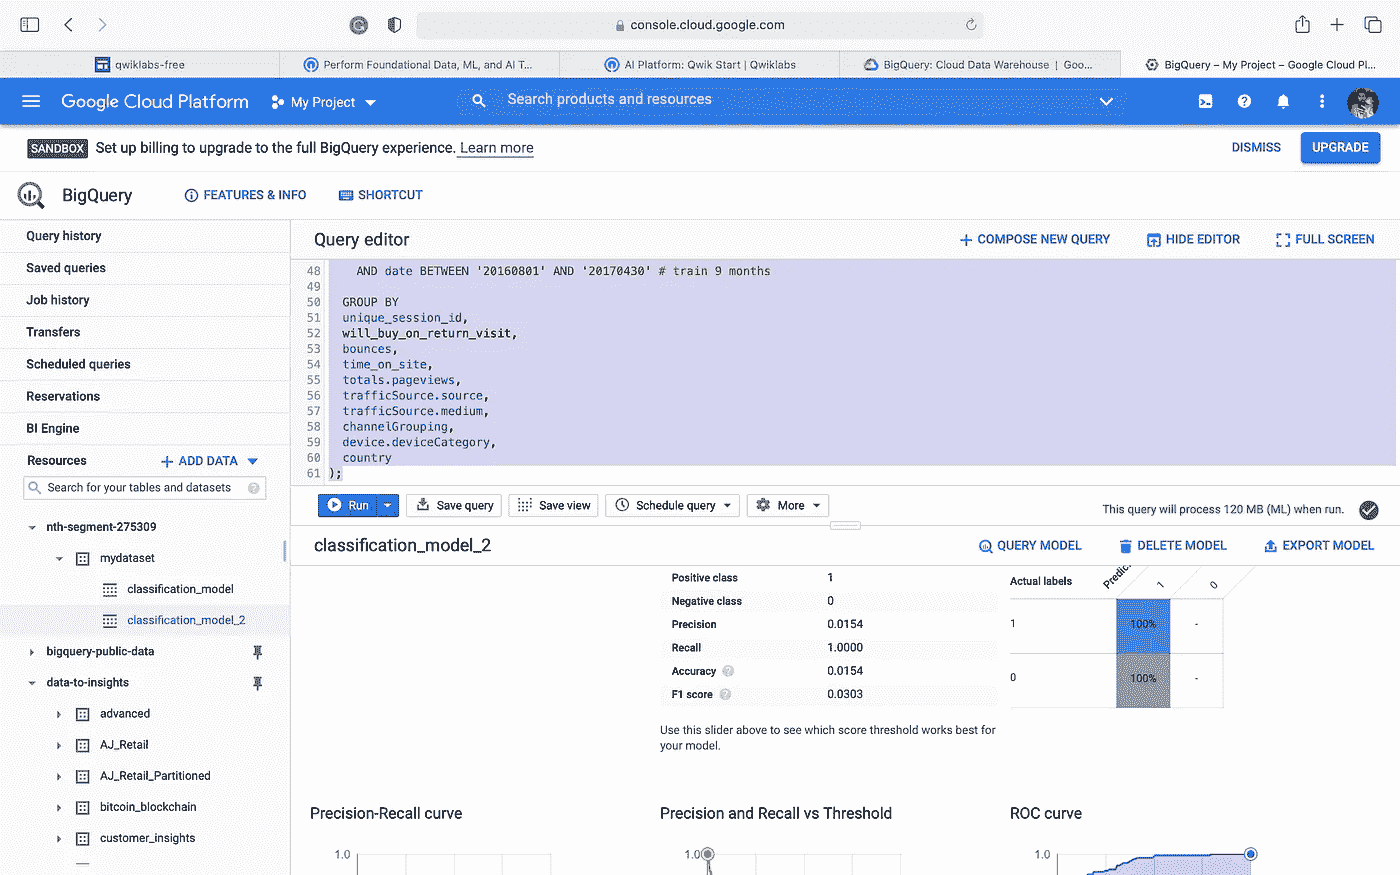 console.cloud.google.com
qwiklabs-free
Perform Foundational Data, ML, and AI T...
AI Platform: Qwik Start | Qwiklabs
BigQuery: Cloud Data Warehouse | Goo...
BigQuery – My Project – Google Cloud Pl...
Google Cloud Platform
My Project
Search products and resources
SANDBOX Set up billing to upgrade to the full BigQuery experience. Learn more
DISMISS
UPGRADE
BigQuery
FEATURES & INFO
SHORTCUT
Query history
Saved queries
Job history
Transfers
Scheduled queries
Reservations
BI Engine
Resources
ADD DATA
Search for your tables and datasets
nth-segment-275309
mydataset
classification_model
classification_model_2
bigquery-public-data
data-to-insights
advanced
AJ_Retail
AJ_Retail_Partitioned
bitcoin_blockchain
customer_insights
Query editor
COMPOSE NEW QUERY
HIDE EDITOR
FULL SCREEN
48 AND date BETWEEN '20160801' AND '20170430' # train 9 months
49
50 GROUP BY
51 unique_session_id,
52 will_buy_on_return_visit,
53 bounces,
54 time_on_site,
55 totals.pageviews,
56 trafficSource.source,
57 trafficSource.medium,
58 channelGrouping,
59 device.deviceCategory,
60 country
61 );
Run
Save query
Save view
Schedule query
More
This query will process 120 MB (ML) when run.
classification_model_2
QUERY MODEL
DELETE MODEL
EXPORT MODEL
Positive class 1
Negative class 0
Precision 0.0154
Recall 1.0000
Accuracy 0.0154
F1 score 0.0303
Use this slider above to see which score threshold works best for
your model.
Actual labels
1 0
1 100% -
0 100% -
Precision-Recall curve
1.0
Precision and Recall vs Threshold
1.0
ROC curve
1.0